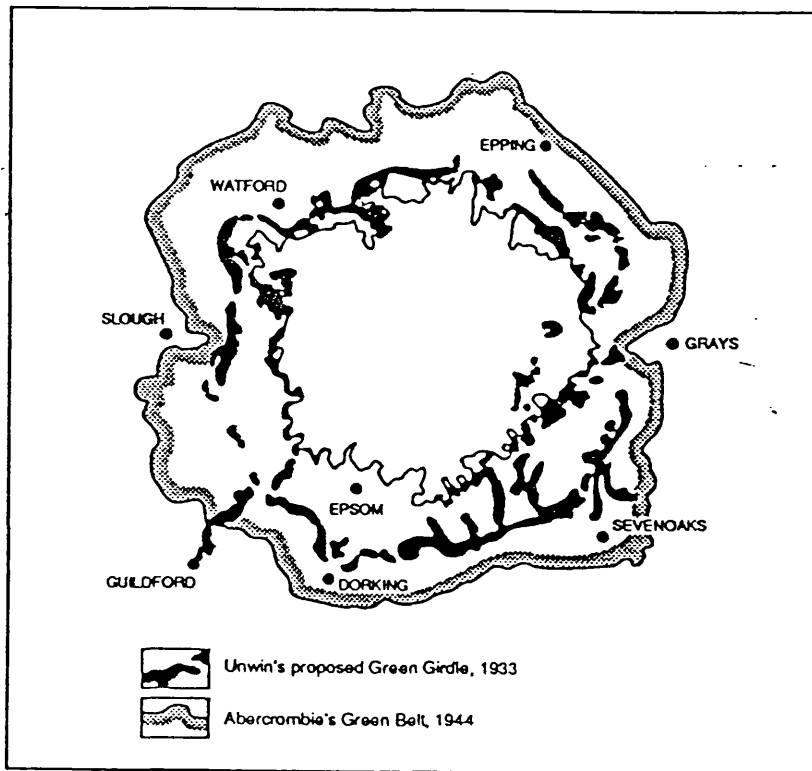 EPPING
WATFORD
SLOUGH
GRAYS
EPSOM
SEVENOAKS
GUILDFORD
DORKING
Unwin's proposed Green Girdle, 1933
Abercrombie's Green Belt, 1944